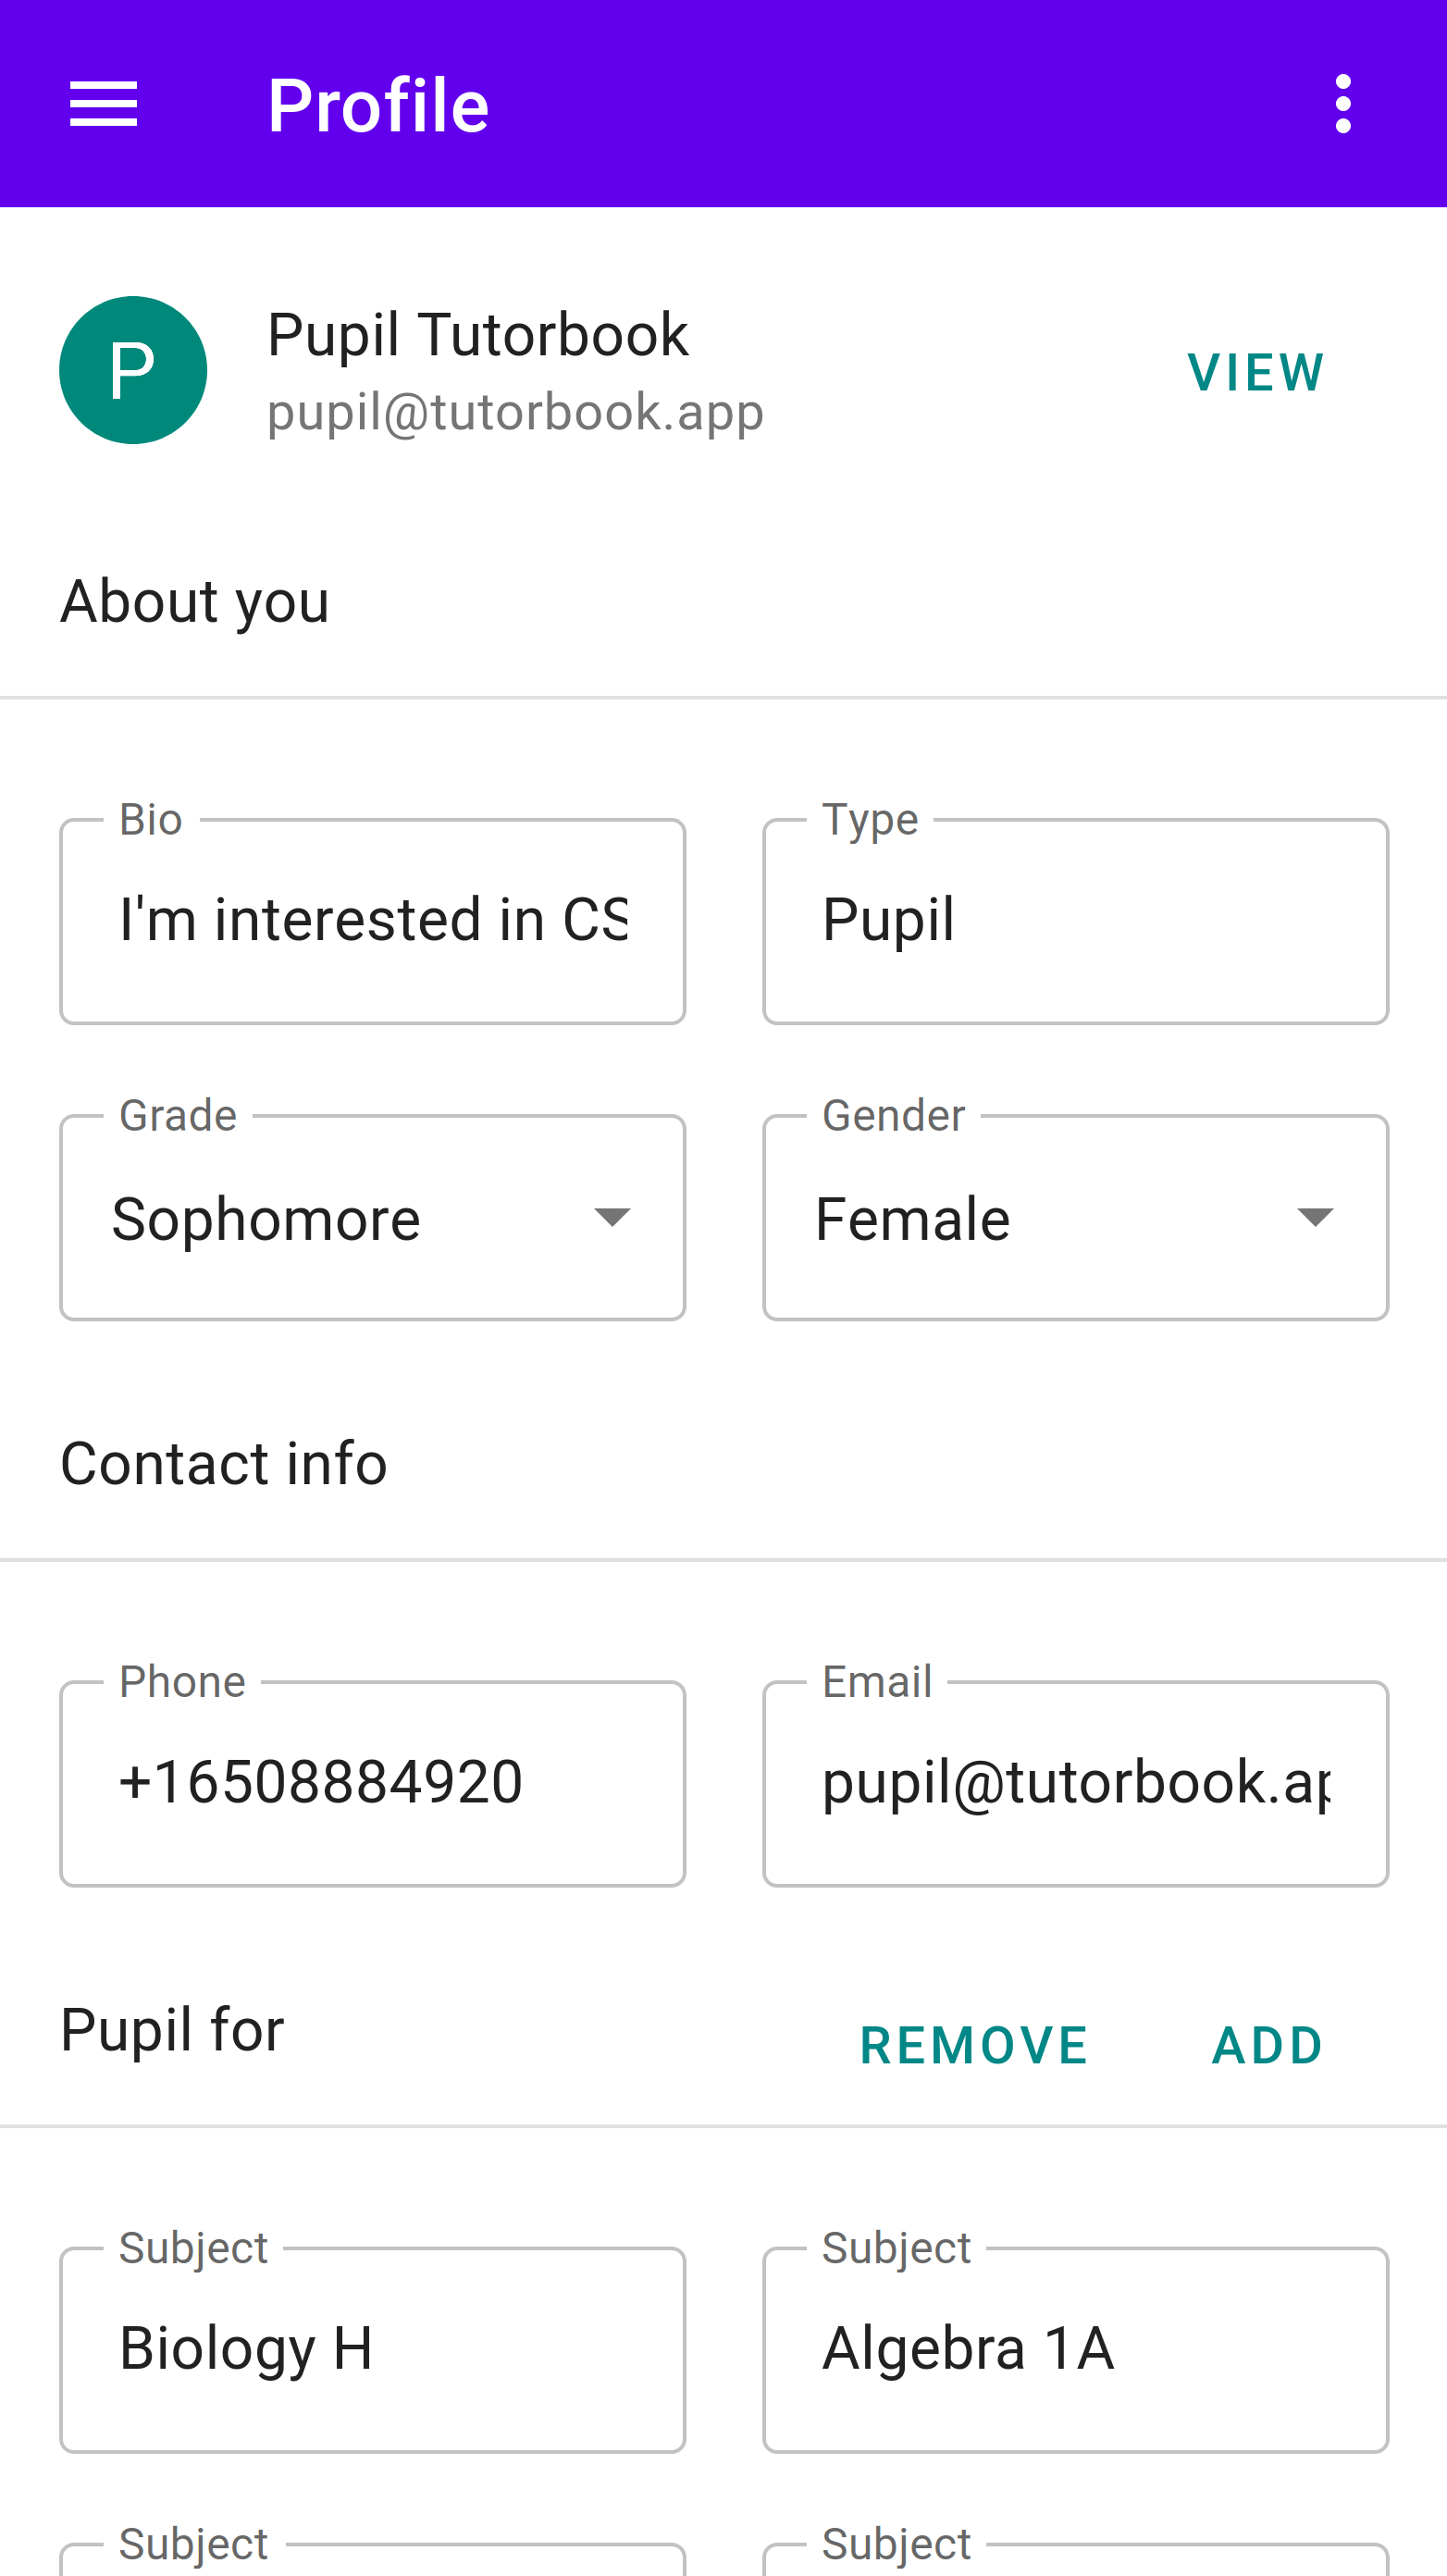 Profile
P
Pupil Tutorbook
pupil@tutorbook.app
VIEW
About you
Bio
Type
I'm interested in CS
Pupil
Grade
Gender
Sophomore
Female
Contact info
Phone
Email
+16508884920
pupil@tutorbook.ap
Pupil for
REMOVE
ADD
Subject
Subject
Biology H
Algebra 1A
Subject
Subject